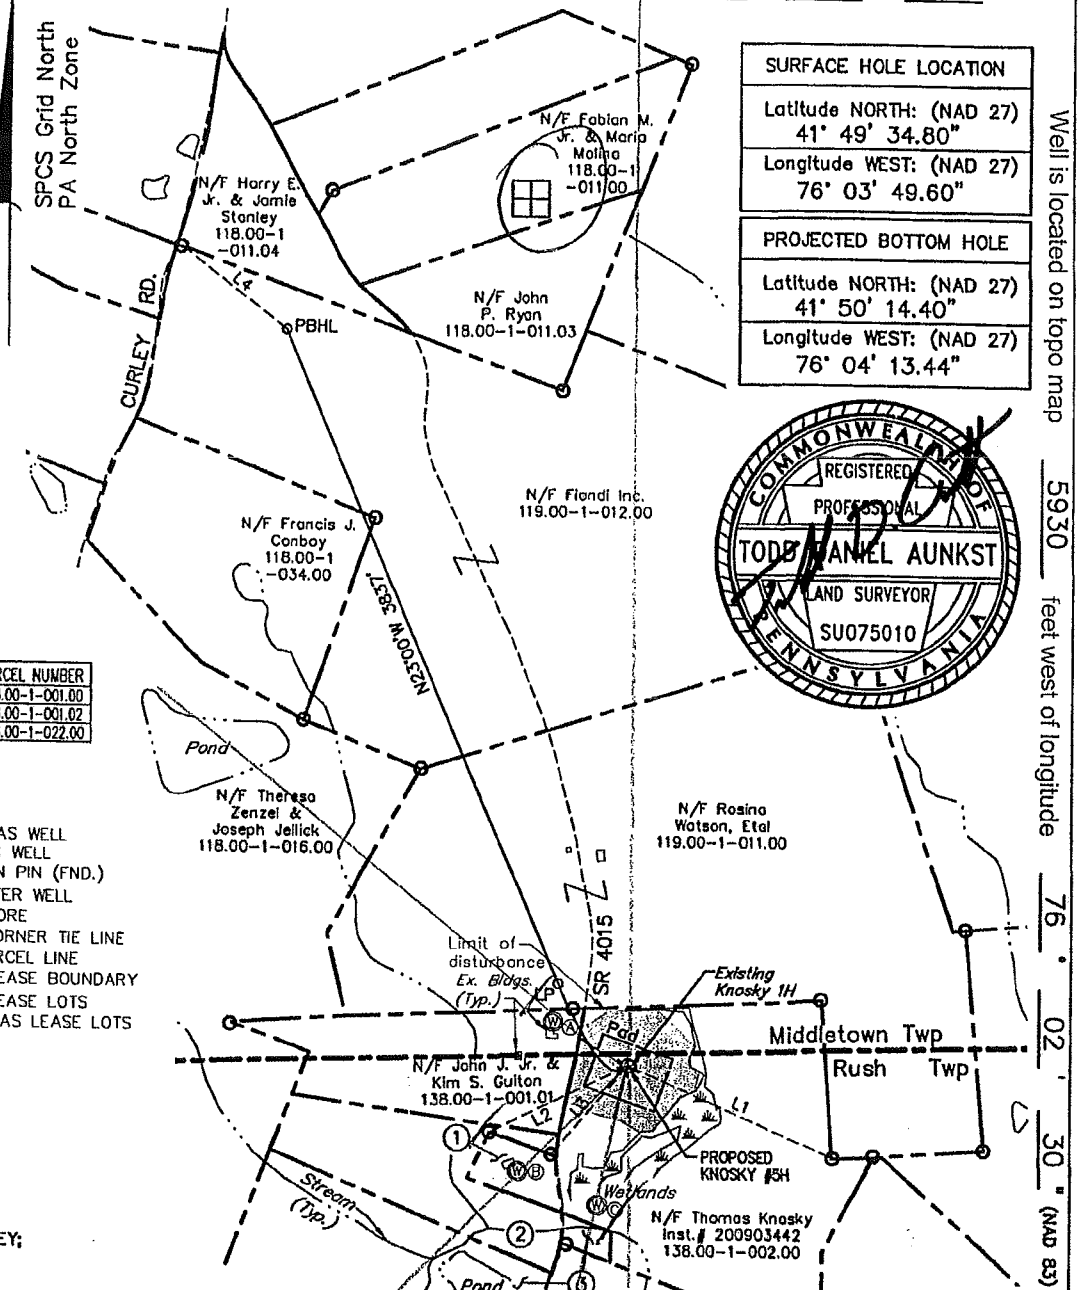 SPCS Grid North
PA North Zone
SURFACE HOLE LOCATION
Latitude NORTH: (NAD 27)
41° 49' 34.80"
Longitude WEST: (NAD 27)
76° 03' 49.60"
PROJECTED BOTTOM HOLE
Latitude NORTH: (NAD 27)
41° 50' 14.40"
Longitude WEST: (NAD 27)
76° 04' 13.44"
Well is located on topo map 5930 feet west of longitude 76 ° 02 ' 30 " (NAD 83)
N/F Fabian M.
Jr. & Maria
Molina
118.00-1
-011.00
N/F Harry E.
Jr. & Jamie
Stanley
118.00-1
-011.04
L4
PBHL
CURLEY RD.
N/F John
P. Ryan
118.00-1-011.03
COMMONWEALTH OF
REGISTERED
PROFESSIONAL
TODD DANIEL AUNKST
LAND SURVEYOR
SU075010
PENNSYLVANIA
N/F Flandi Inc.
119.00-1-012.00
N/F Francis J.
Conboy
118.00-1
-034.00
N23°00'W 3837'
RCEL NUMBER
.00-1-001.00
.00-1-001.02
.00-1-022.00
Pond
N/F Theresa
Zenzel &
Joseph Jellick
118.00-1-016.00
N/F Rosina
Watson, Etal
119.00-1-011.00
AS WELL
WELL
N PIN (FND.)
TER WELL
ORE
ORNER TIE LINE
RCEL LINE
EASE BOUNDARY
EASE LOTS
AS LEASE LOTS
SR 4015
Limit of
disturbance
Ex. Bldgs.
(Typ.)
LP
Existing
Knosky 1H
W A
Pad
Middletown Twp
Rush Twp
N/F John J. Jr. &
Kim S. Guiton
138.00-1-001.01
L2
L3
L1
1
W B
PROPOSED
KNOSKY #5H
Stream
(Typ.)
Wetlands
W C
2
N/F Thomas Knosky
Inst.# 200903442
138.00-1-002.00
EY:
Pond
3